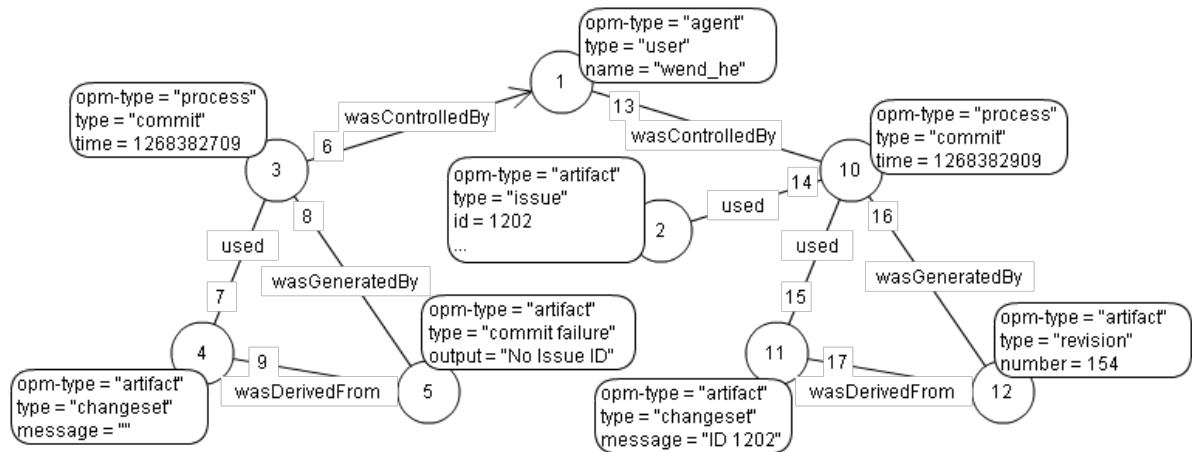 opm-type = "agent"
type = "user"
name = "wend_he"
1
opm-type = "process"
type = "commit"
time = 1268382709
3
6
wasControlledBy
13
wasControlledBy
opm-type = "process"
type = "commit"
time = 1268382909
10
opm-type = "artifact"
type = "issue"
id = 1202
...
2
14
used
8
used
wasGeneratedBy
7
16
used
wasGeneratedBy
15
4
9
wasDerivedFrom
5
opm-type = "artifact"
type = "commit failure"
output = "No Issue ID"
opm-type = "artifact"
type = "changeset"
message = ""
11
17
wasDerivedFrom
12
opm-type = "artifact"
type = "revision"
number = 154
opm-type = "artifact"
type = "changeset"
message = "ID 1202"